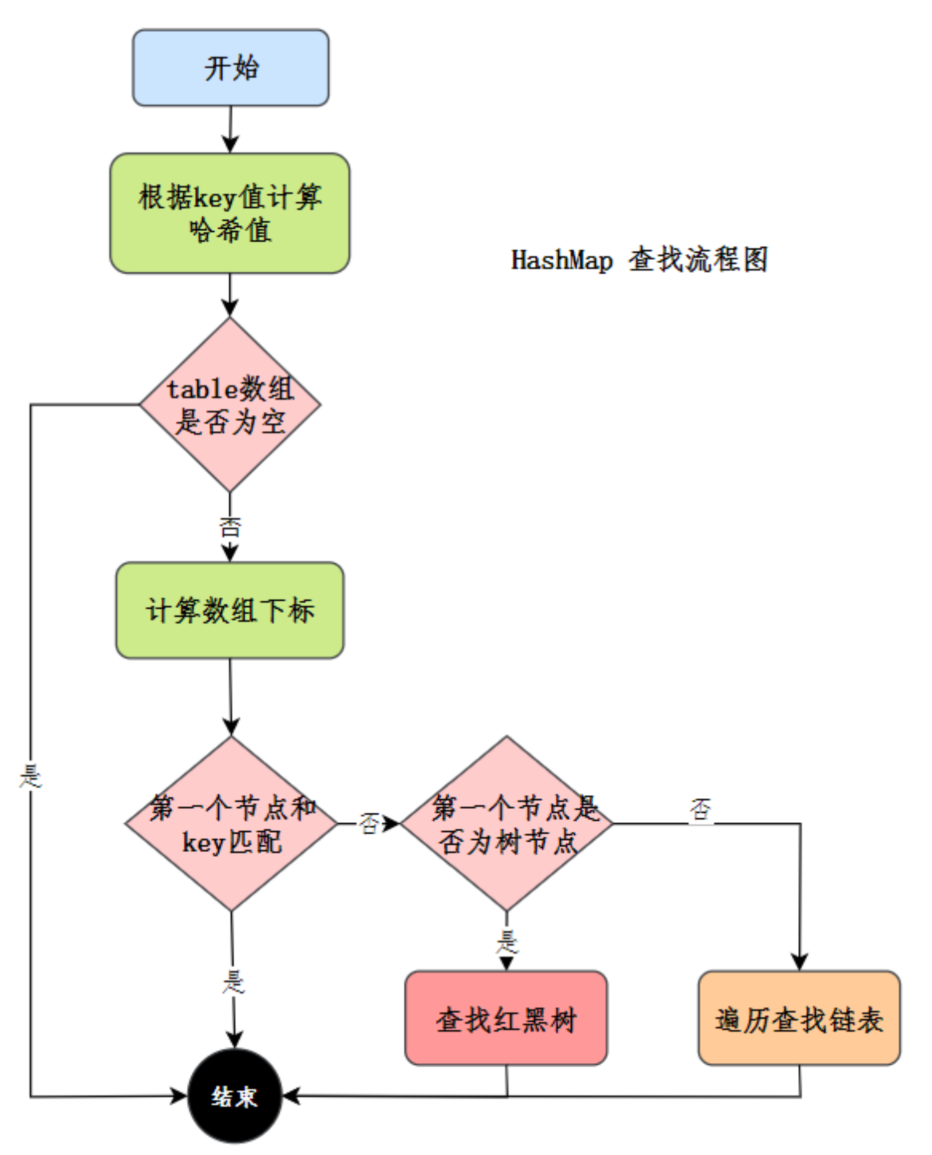 开始
根据key值计算
哈希值
HashMap 查找流程图
table数组
是否为空
否
计算数组下标
是
第一个节点和
key匹配
否
第一个节点是
否为树节点
否
是
是
查找红黑树
遍历查找链表
结束